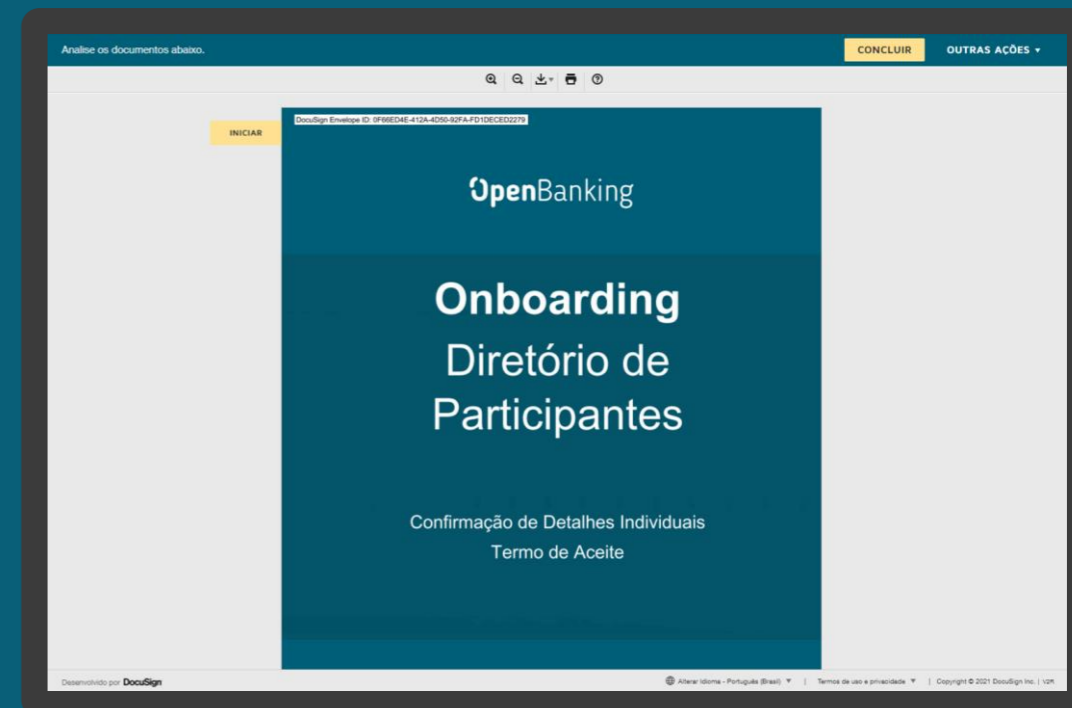 Analise os documentos abaixo.
CONCLUIR
OUTRAS AÇÕES
INICIAR
DocuSign Envelope ID: 0F66ED4E-412A-4D50-92FA-FD1DECED2279
OpenBanking
Onboarding
Diretório de
Participantes
Confirmação de Detalhes Individuais
Termo de Aceite
Desenvolvido por DocuSign
Alterar Idioma - Português (Brasil) | Termos de uso e privacidade | Copyright © 2021 DocuSign Inc. | V2R